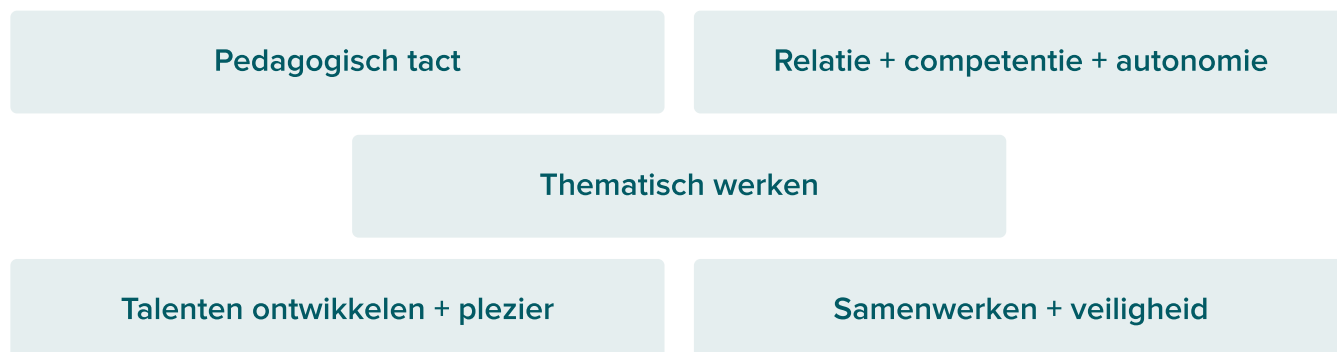 Pedagogisch tact
Relatie + competentie + autonomie
Thematisch werken
Talenten ontwikkelen + plezier
Samenwerken + veiligheid